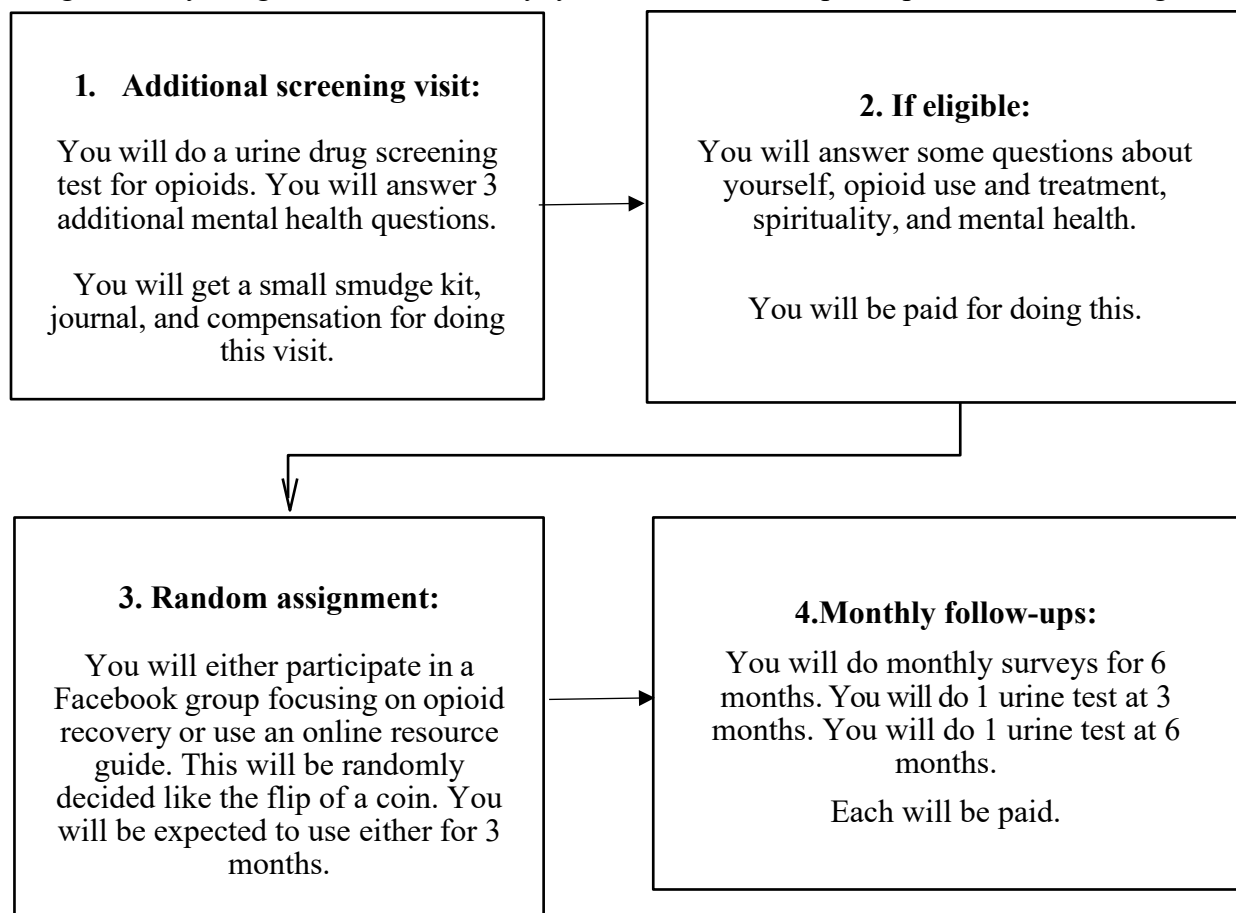 1. Additional screening visit:
You will do a urine drug screening
test for opioids. You will answer 3
additional mental health questions.
You will get a small smudge kit,
journal, and compensation for doing
this visit.
2. If eligible:
You will answer some questions about
yourself, opioid use and treatment,
spirituality, and mental health.
You will be paid for doing this.
3. Random assignment:
You will either participate in a
Facebook group focusing on opioid
recovery or use an online resource
guide. This will be randomly
decided like the flip of a coin. You
will be expected to use either for 3
months.
4.Monthly follow-ups:
You will do monthly surveys for 6
months. You will do 1 urine test at 3
months. You will do 1 urine test at 6
months.
Each will be paid.